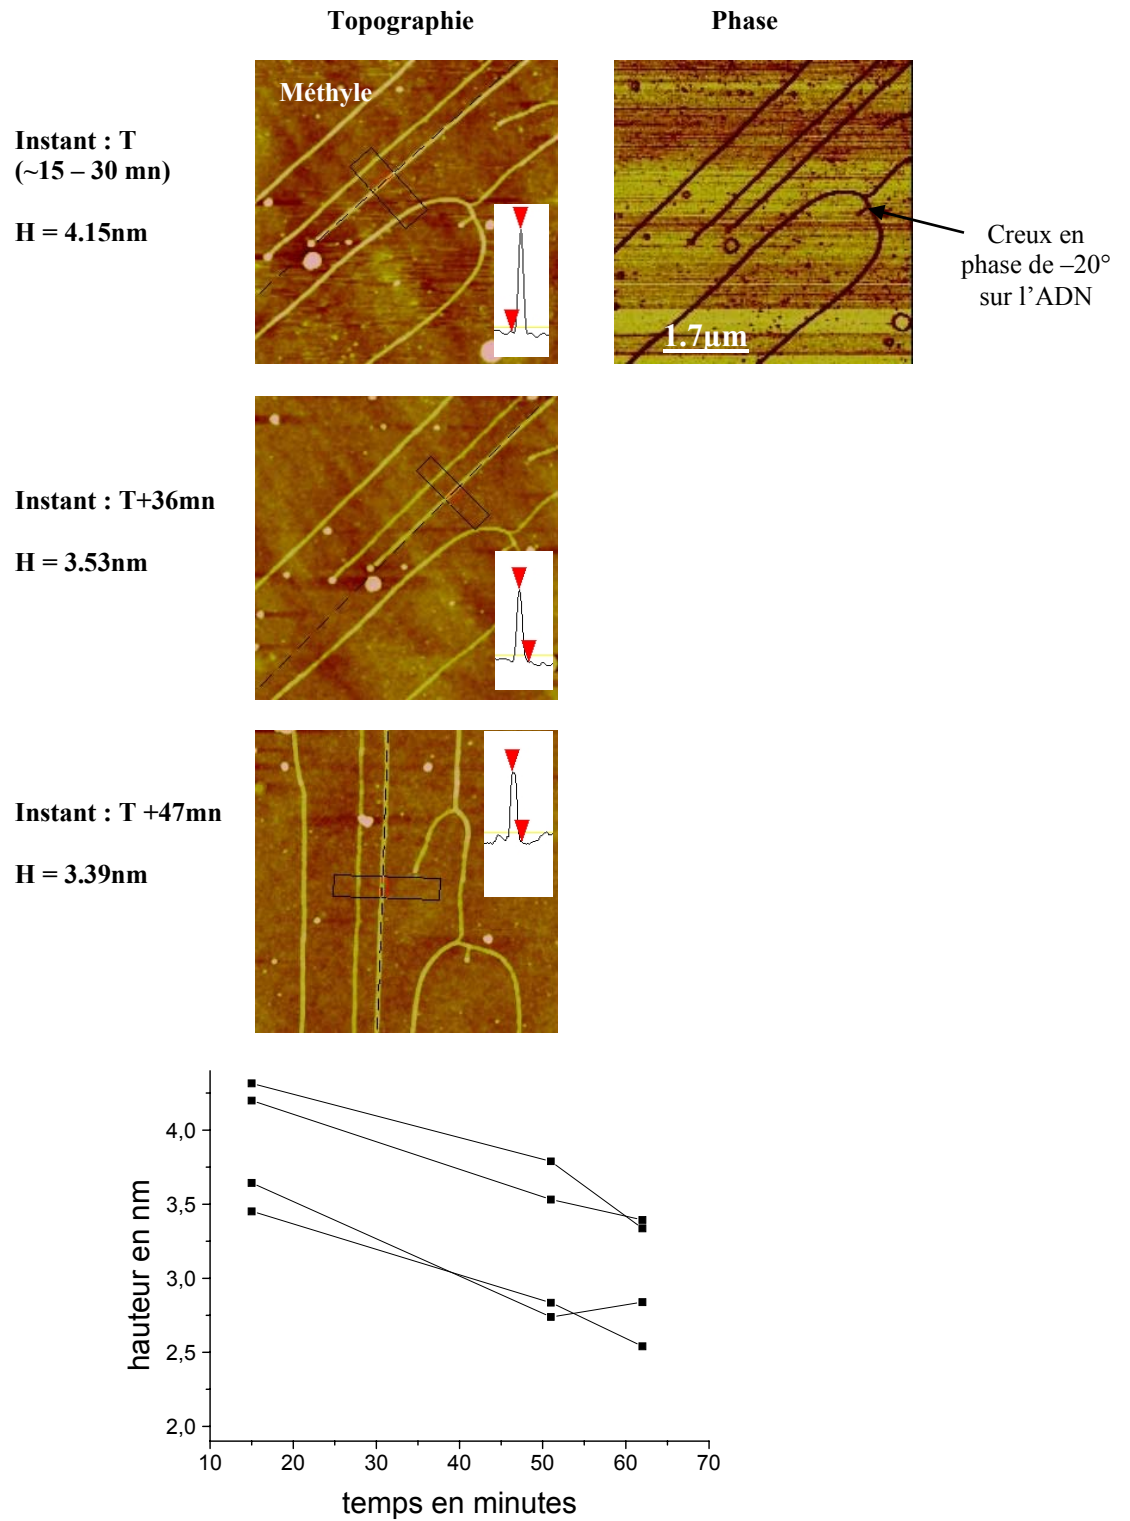 Topographie
Phase
Méthyle
Instant : T
(~15 – 30 mn)
H = 4.15nm
Creux en
phase de –20°
sur l'ADN
1.7µm
Instant : T+36mn
H = 3.53nm
Instant : T +47mn
H = 3.39nm
hauteur en nm
4,0
3,5
3,0
2,5
2,0
10 20 30 40 50 60 70
temps en minutes